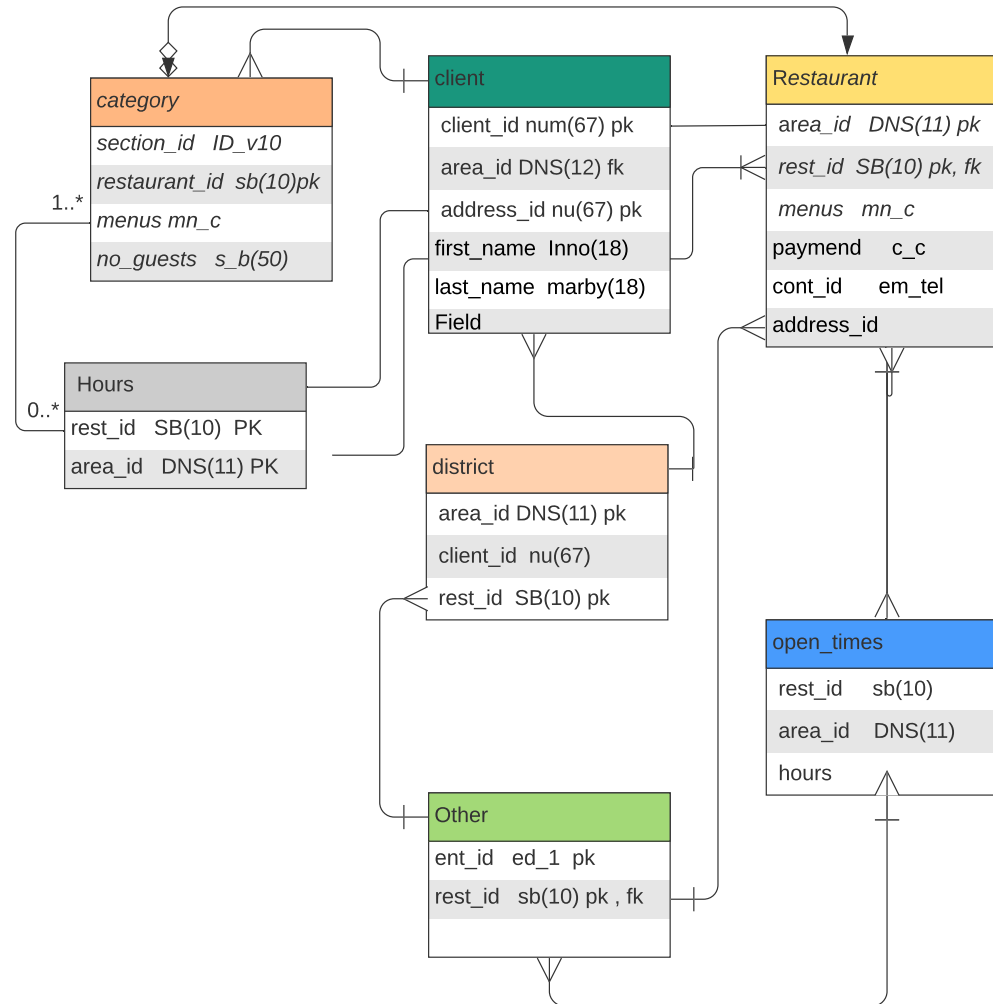 category
section_id ID_v10
restaurant_id sb(10)pk
menus mn_c
no_guests s_b(50)
1..*
0..*
client
client_id num(67) pk
area_id DNS(12) fk
address_id nu(67) pk
first_name Inno(18)
last_name marby(18)
Field
Restaurant
area_id DNS(11) pk
rest_id SB(10) pk, fk
menus mn_c
paymend c_c
cont_id em_tel
address_id
Hours
rest_id SB(10) PK
area_id DNS(11) PK
district
area_id DNS(11) pk
client_id nu(67)
rest_id SB(10) pk
open_times
rest_id sb(10)
area_id DNS(11)
hours
Other
ent_id ed_1 pk
rest_id sb(10) pk , fk